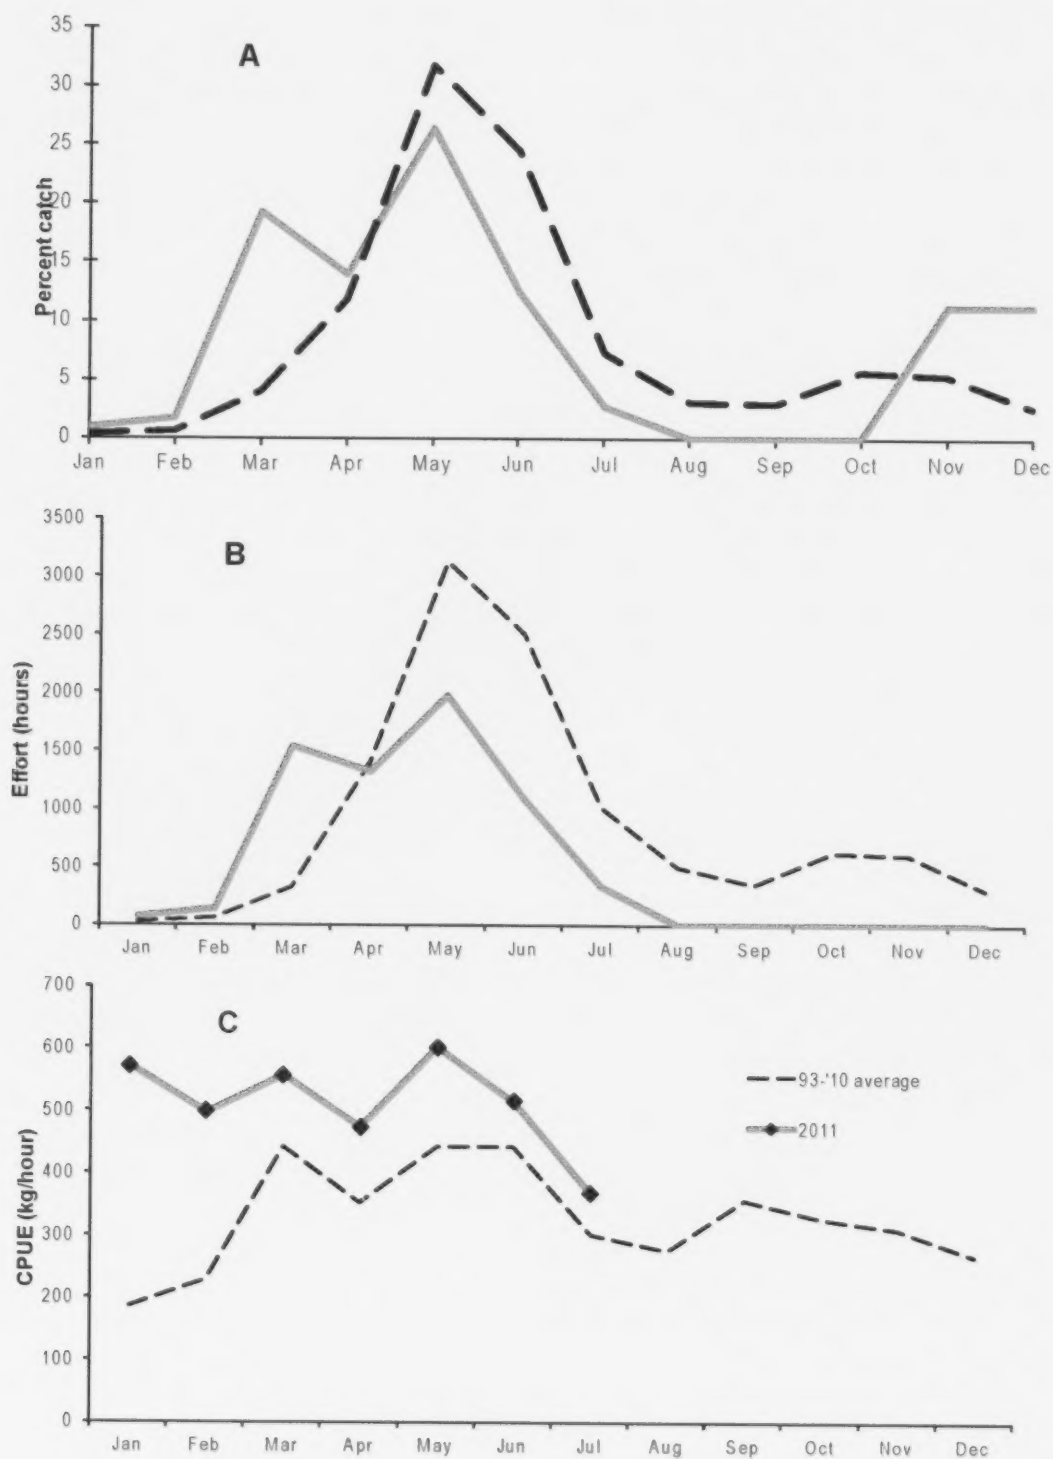 A
Percent catch
35
30
25
20
15
10
5
0
Jan Feb Mar Apr May Jun Jul Aug Sep Oct Nov Dec
B
Effort (hours)
3500
3000
2500
2000
1500
1000
500
0
Jan Feb Mar Apr May Jun Jul Aug Sep Oct Nov Dec
C
CPUE (kg/hour)
700
600
500
400
300
200
100
0
93-'10 average
2011
Jan Feb Mar Apr May Jun Jul Aug Sep Oct Nov Dec